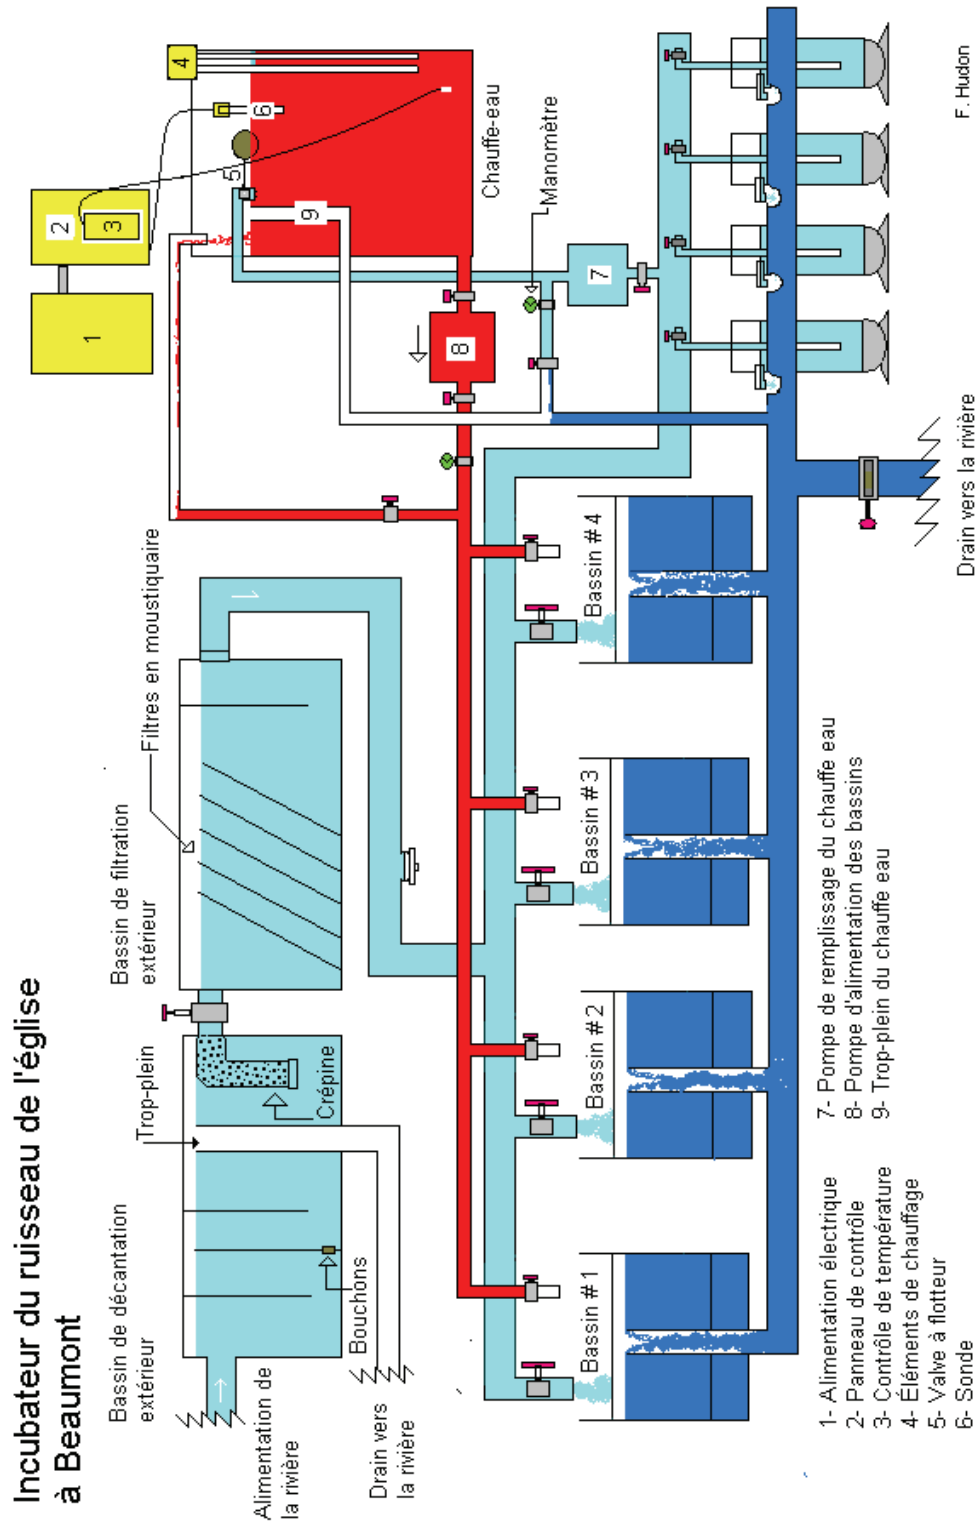 Incubateur du ruisseau de l'église
à Beaumont
Bassin de décantation
extérieur
Trop-plein
Bassin de filtration
extérieur
Filtres en moustiquaire
Alimentation de
la rivière
Drain vers
la rivière
Bouchons
Crépine
1
2
3
4
5
6
7
8
9
Chauffe-eau
Manomètre
Bassin #1
Bassin #2
Bassin #3
Bassin #4
Drain vers la rivière
1- Alimentation électrique
2- Panneau de contrôle
3- Contrôle de température
4- Éléments de chauffage
5- Valve à flotteur
6- Sonde
7- Pompe de remplissage du chauffe eau
8- Pompe d'alimentation des bassins
9- Trop-plein du chauffe eau
F. Hudon